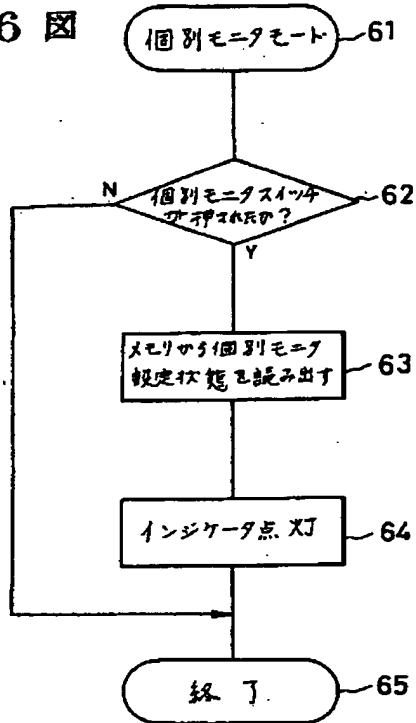 6 図
個別モニタモード
61
個別モニタスイッチ
が押されたか?
62
N
Y
メモリから個別モニタ
設定状態を読み出す
63
インジケータ点灯
64
終了
65